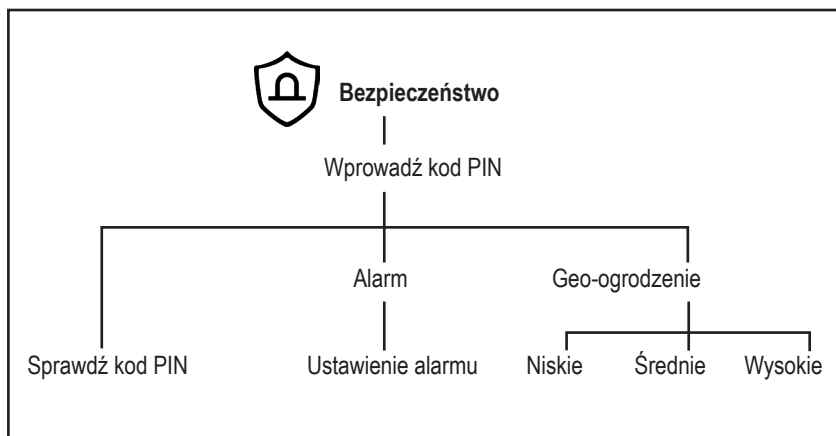 Bezpieczeństwo
Wprowadź kod PIN
Alarm
Geo-ogrodzenie
Sprawdź kod PIN
Ustawienie alarmu
Niskie
Średnie
Wysokie